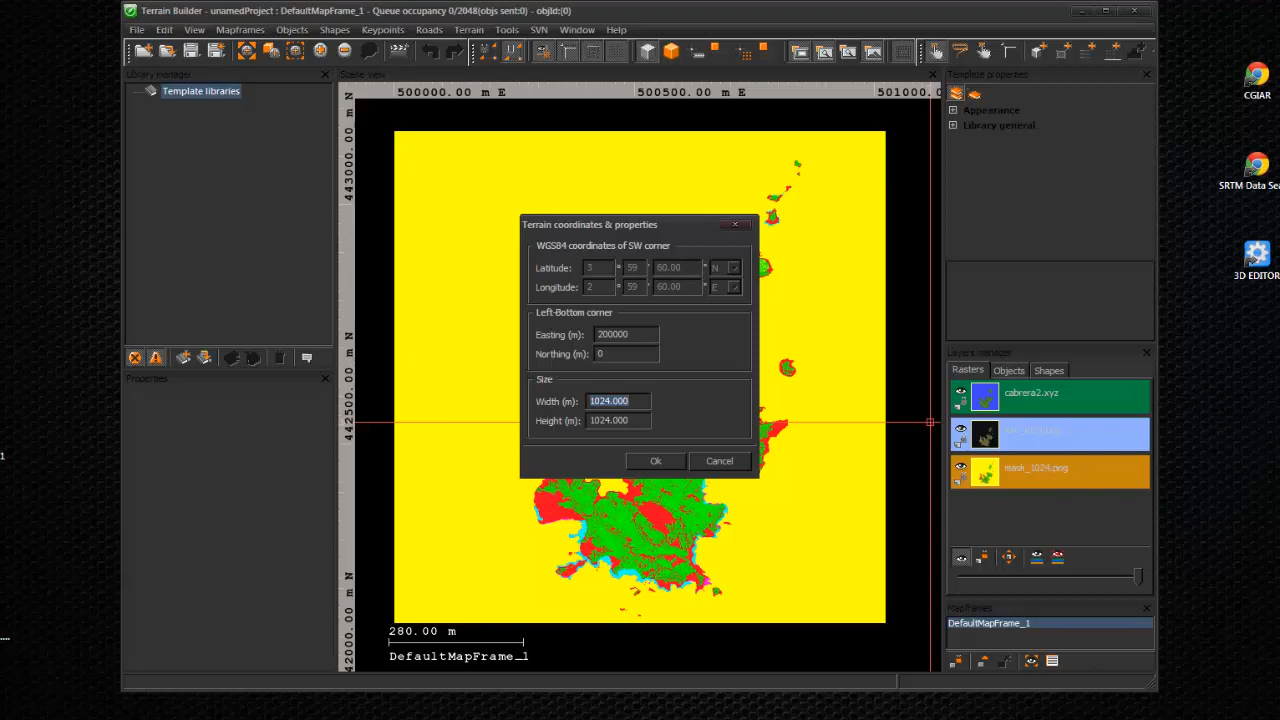 Terrain Builder - unamedProject : DefaultMapFrame_1 - Queue occupancy 0/2048(objs sent:0) - objId:(0)
File Edit View Mapframes Objects Shapes Keypoints Roads Terrain Tools SVN Window Help
Library manager
Template libraries
Properties
Scene view
500000.00 m E
500500.00 m E
501000.0
443000.00 m N
442500.00 m N
442000.00 m N
280.00 m
DefaultMapFrame_1
Terrain coordinates & properties
WGS84 coordinates of SW corner
Latitude: 3 ° 59 ' 60.00 " N
Longitude: 2 ° 59 ' 60.00 " E
Left-Bottom corner
Easting (m): 200000
Northing (m): 0
Size
Width (m): 1024.000
Height (m): 1024.000
Ok Cancel
Template properties
Appearance
Library general
Layers manager
Rasters Objects Shapes
cabrera2.xyz
mask_1024.png
Mapframes
DefaultMapFrame_1
CGIAR
SRTM Data Sea
3D EDITOR
1
....